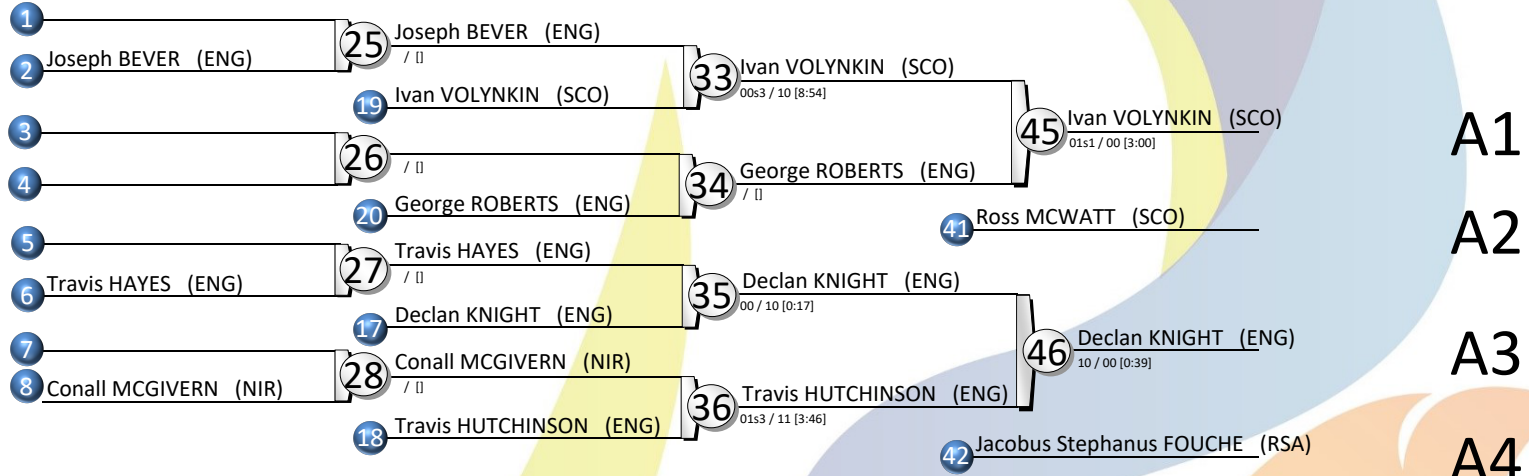 1
Joseph BEVER (ENG)
25
2 Joseph BEVER (ENG)
/ []
33 Ivan VOLYNKIN (SCO)
00s3 / 10 [8:54]
19 Ivan VOLYNKIN (SCO)
45 Ivan VOLYNKIN (SCO)
01s1 / 00 [3:00]
A1
3
26
/ []
4
34 George ROBERTS (ENG)
/ []
20 George ROBERTS (ENG)
41 Ross MCWATT (SCO)
A2
5
Travis HAYES (ENG)
27
/ []
6 Travis HAYES (ENG)
35 Declan KNIGHT (ENG)
00 / 10 [0:17]
17 Declan KNIGHT (ENG)
46 Declan KNIGHT (ENG)
10 / 00 [0:39]
A3
7
Conall MCGIVERN (NIR)
28
/ []
8 Conall MCGIVERN (NIR)
36 Travis HUTCHINSON (ENG)
01s3 / 11 [3:46]
18 Travis HUTCHINSON (ENG)
42 Jacobus Stephanus FOUCHE (RSA)
A4